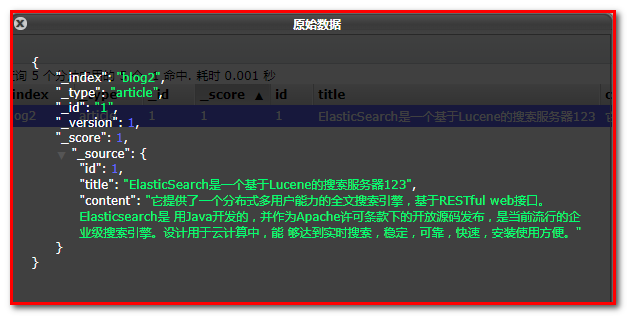 原始数据
{
"_index": "blog2",
"_type": "article",
"_id": "1",
"_version": 1,
"_score": 1,
"_source": {
"id": 1,
"title": "ElasticSearch是一个基于Lucene的搜索服务器123",
"content": "它提供了一个分布式多用户能力的全文搜索引擎，基于RESTful web接口。
Elasticsearch是 用Java开发的，并作为Apache许可条款下的开放源码发布，是当前流行的企
业级搜索引擎。设计用于云计算中，能 够达到实时搜索，稳定，可靠，快速，安装使用方便。"
}
}
询 5 个分 命中. 耗时 0.001 秒
index _id _score ▲ id title
og2 1 1 1 ElasticSearch是一个基于Lucene的搜索服务器123